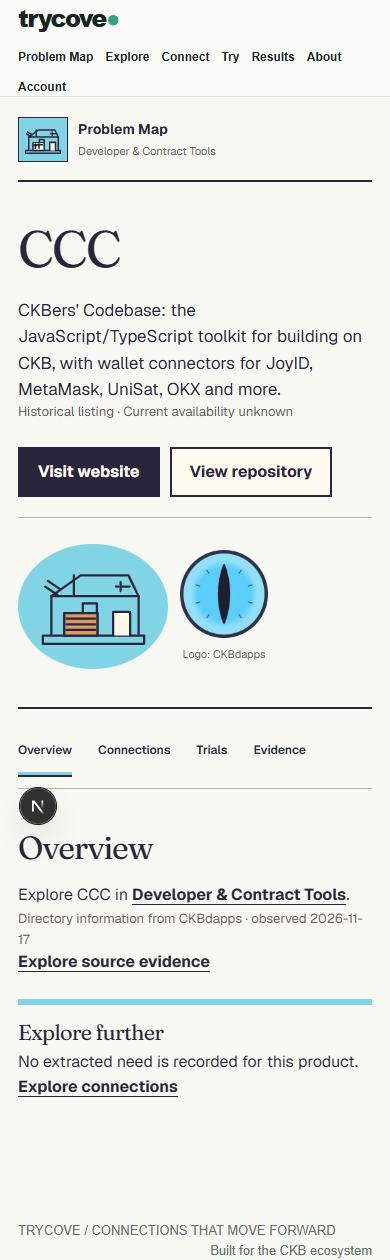 trycove
Problem Map Explore Connect Try Results About
Account
Problem Map
Developer & Contract Tools
CCC
CKBers' Codebase: the
JavaScript/TypeScript toolkit for building on
CKB, with wallet connectors for JoyID,
MetaMask, UniSat, OKX and more.
Historical listing · Current availability unknown
Visit website View repository
Logo: CKBdapps
Overview Connections Trials Evidence
N
Overview
Explore CCC in Developer & Contract Tools.
Directory information from CKBdapps · observed 2026-11-
17
Explore source evidence
Explore further
No extracted need is recorded for this product.
Explore connections
TRYCOVE / CONNECTIONS THAT MOVE FORWARD
Built for the CKB ecosystem